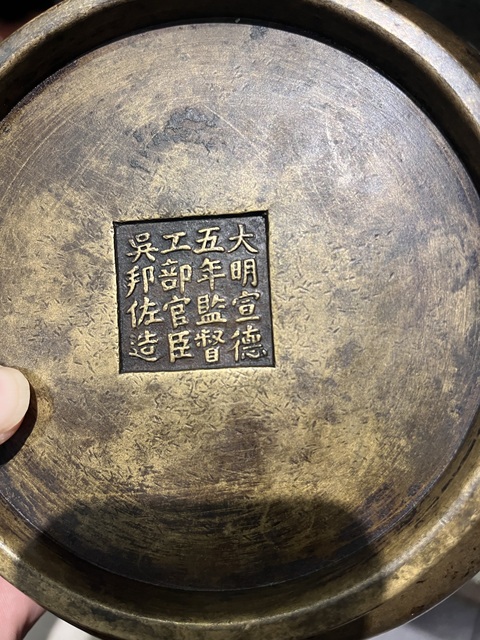 大明宣德
五年監督
工部官臣
吳邦佐造